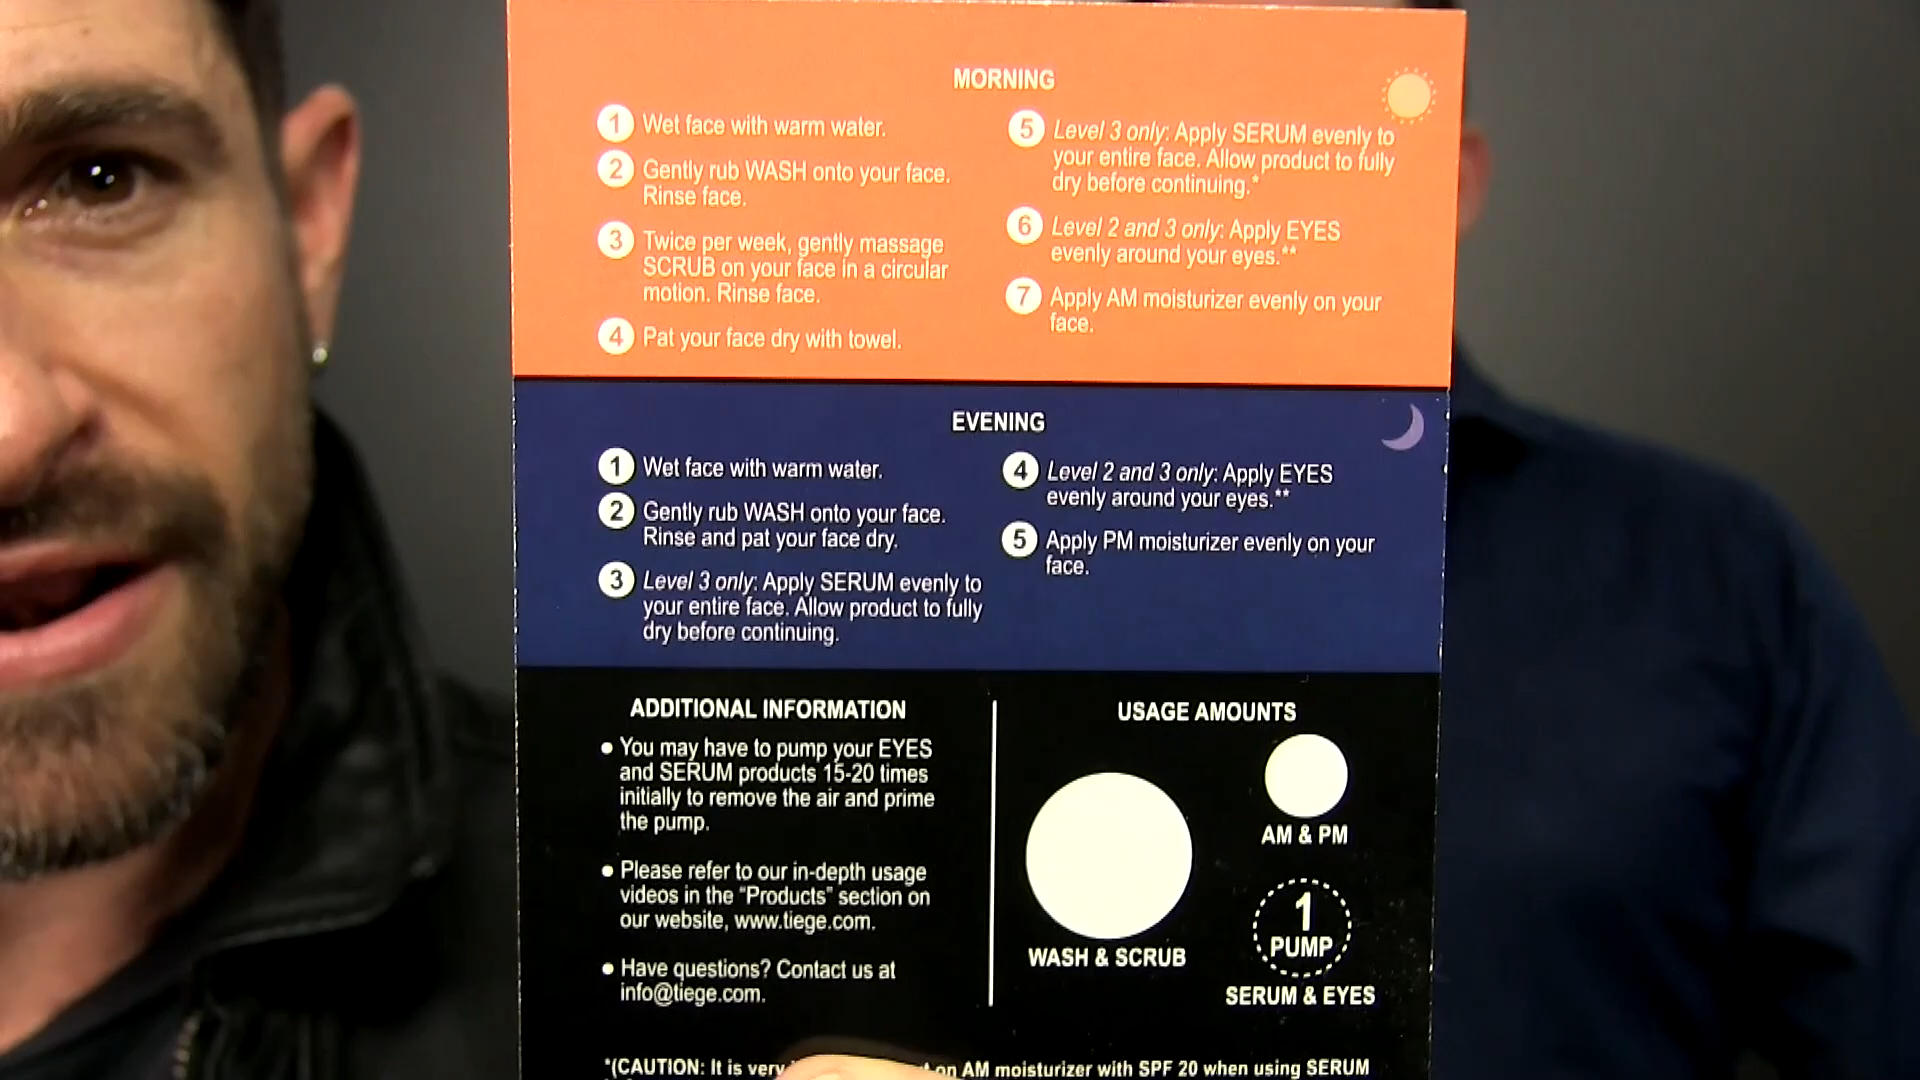 MORNING
1 Wet face with warm water.
2 Gently rub WASH onto your face.
Rinse face.
3 Twice per week, gently massage
SCRUB on your face in a circular
motion. Rinse face.
4 Pat your face dry with towel.
5 Level 3 only: Apply SERUM evenly to
your entire face. Allow product to fully
dry before continuing.*
6 Level 2 and 3 only: Apply EYES
evenly around your eyes.**
7 Apply AM moisturizer evenly on your
face.
EVENING
1 Wet face with warm water.
2 Gently rub WASH onto your face.
Rinse and pat your face dry.
3 Level 3 only: Apply SERUM evenly to
your entire face. Allow product to fully
dry before continuing.
4 Level 2 and 3 only: Apply EYES
evenly around your eyes.**
5 Apply PM moisturizer evenly on your
face.
ADDITIONAL INFORMATION
• You may have to pump your EYES
and SERUM products 15-20 times
initially to remove the air and prime
the pump.
• Please refer to our in-depth usage
videos in the "Products" section on
our website, www.tiege.com.
• Have questions? Contact us at
info@tiege.com.
USAGE AMOUNTS
AM & PM
WASH & SCRUB
1
PUMP
SERUM & EYES
*(CAUTION: It is very on AM moisturizer with SPF 20 when using SERUM